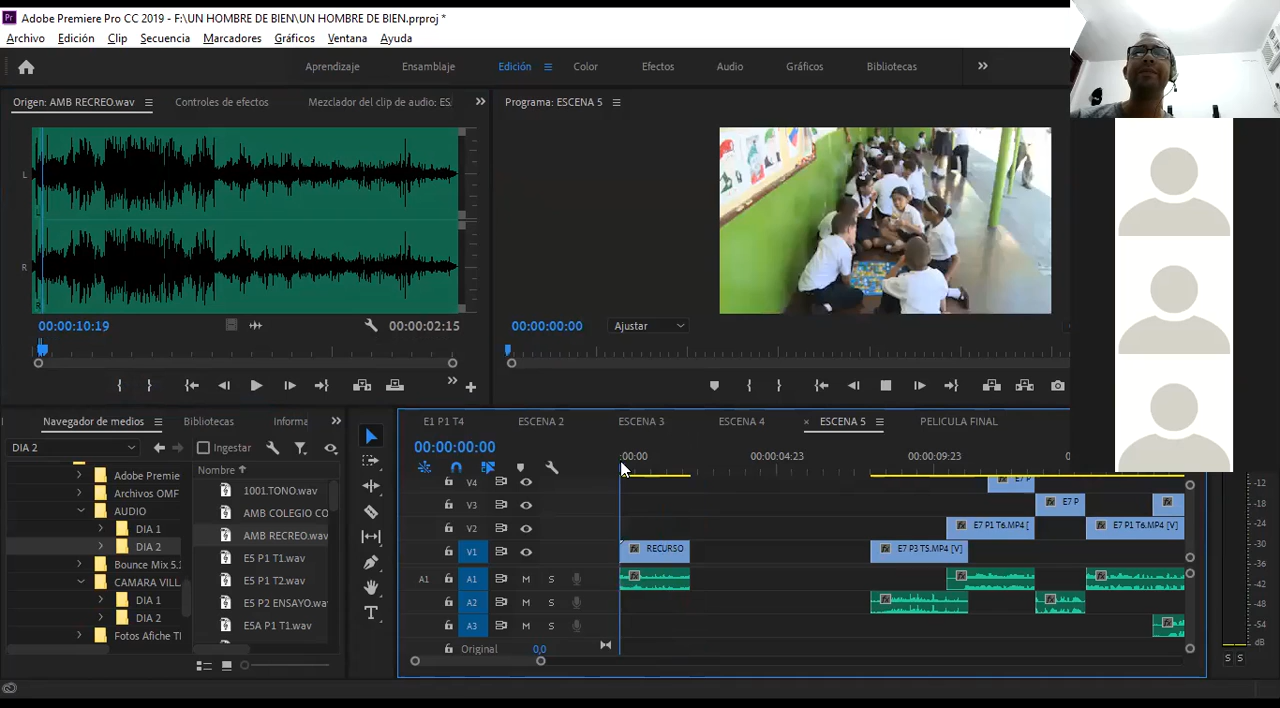 Pr Adobe Premiere Pro CC 2019 - F:\UN HOMBRE DE BIEN\UN HOMBRE DE BIEN.prproj *
Archivo Edición Clip Secuencia Marcadores Gráficos Ventana Ayuda
Aprendizaje Ensamblaje Edición Color Efectos Audio Gráficos Bibliotecas
Origen: AMB RECREO.wav Controles de efectos Mezclador del clip de audio: ES
Programa: ESCENA 5
L
R
L
R
00:00:10:19 00:00:02:15
00:00:00:00 Ajustar
Navegador de medios Bibliotecas Informa
DIA 2 Ingestar
Nombre
Adobe Premie
Archivos OMF
AUDIO
DIA 1
DIA 2
Bounce Mix 5.1
CAMARA VILL
DIA 1
DIA 2
Fotos Afiche TI
1001.TONO.wav
AMB COLEGIO CO
AMB RECREO.wav
E5 P1 T1.wav
E5 P1 T2.wav
E5 P2 ENSAYO.wa
E5A P1 T1.wav
E1 P1 T4 ESCENA 2 ESCENA 3 ESCENA 4 × ESCENA 5 PELICULA FINAL
00:00:00:00
:00:00 00:00:04:23 00:00:09:23 0
V4 E7 P
V3 E7 P
V2 E7 P1 T6.MP4 [ E7 P1 T6.MP4 [V]
V1 RECURSO E7 P3 TS.MP4 [V]
A1 A1 M S
A2 M S
A3 M S
Original 0,0
-12
-18
-24
-30
-36
-42
-48
-54
dB
S S